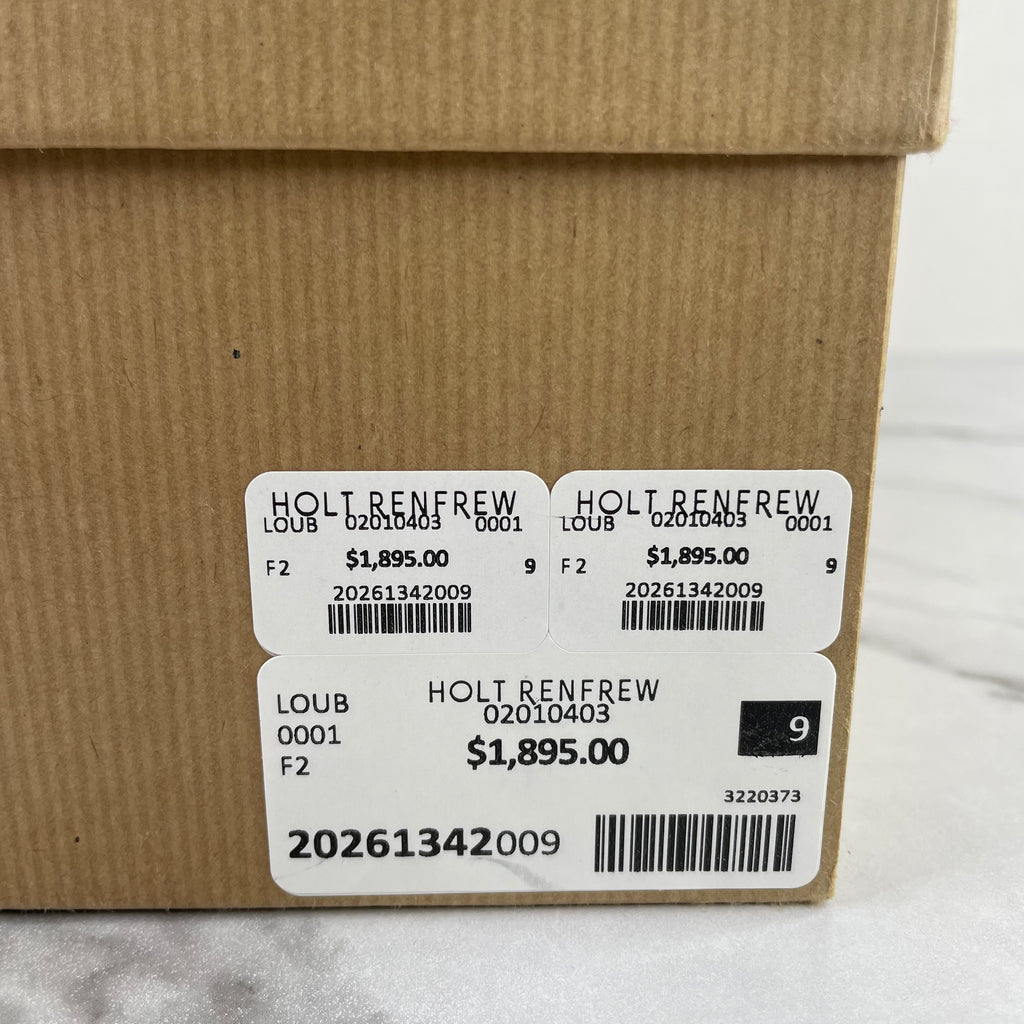 HOLT RENFREW
LOUB 02010403 0001
$1,895.00
F2 9
20261342009
HOLT RENFREW
LOUB 02010403 0001
$1,895.00
F2 9
20261342009
HOLT RENFREW
LOUB
02010403
0001
$1,895.00
9
F2
3220373
20261342009